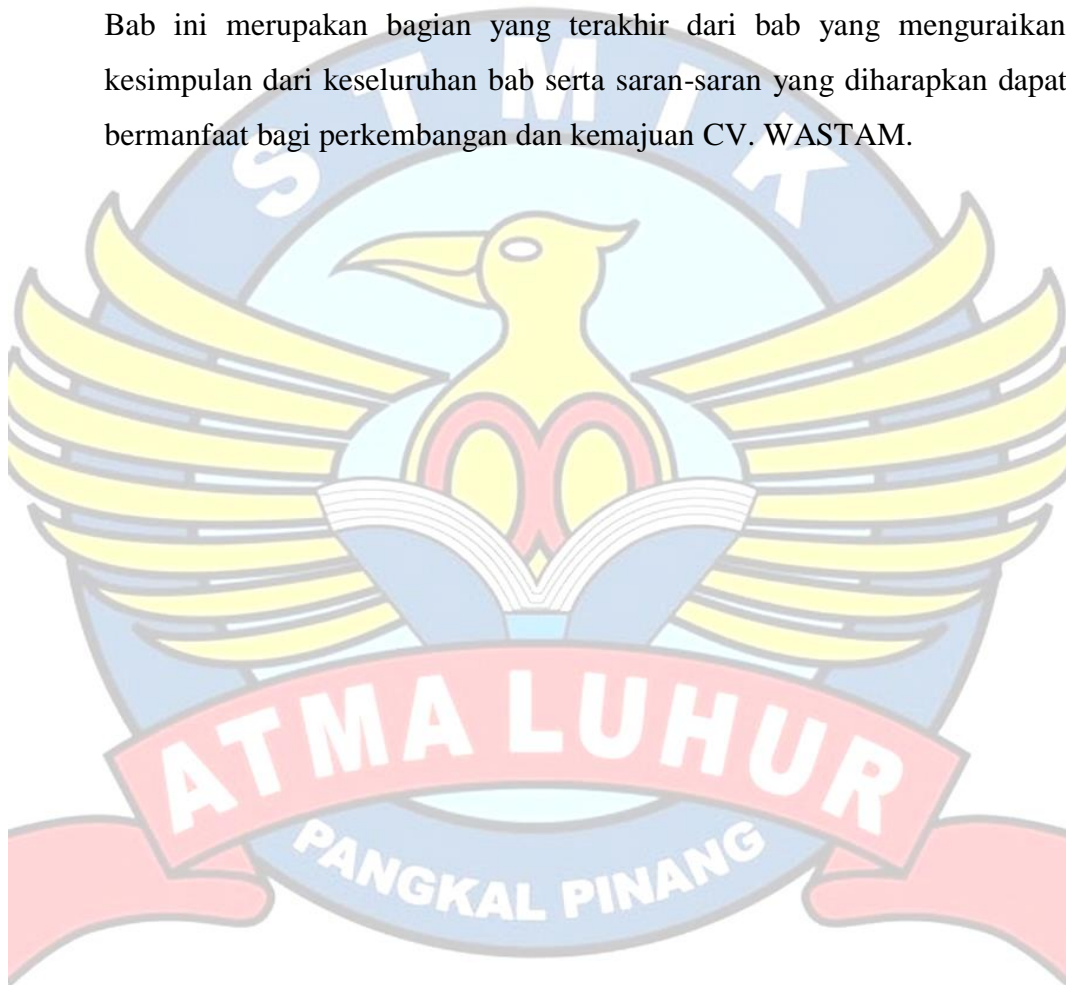 Bab ini merupakan bagian yang terakhir dari bab yang menguraikan
kesimpulan dari keseluruhan bab serta saran-saran yang diharapkan dapat
bermanfaat bagi perkembangan dan kemajuan CV. WASTAM.
STMIK
ATMA LUHUR
PANGKAL PINANG